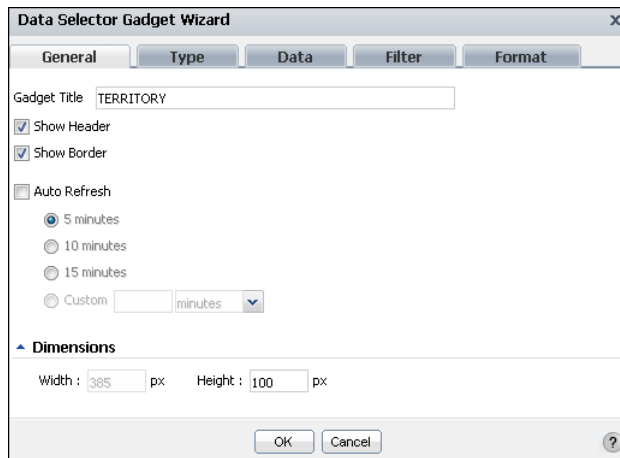 Data Selector Gadget Wizard x
General Type Data Filter Format
Gadget Title TERRITORY
Show Header
Show Border
Auto Refresh
5 minutes
10 minutes
15 minutes
Custom minutes
Dimensions
Width : 385 px Height : 100 px
OK Cancel ?